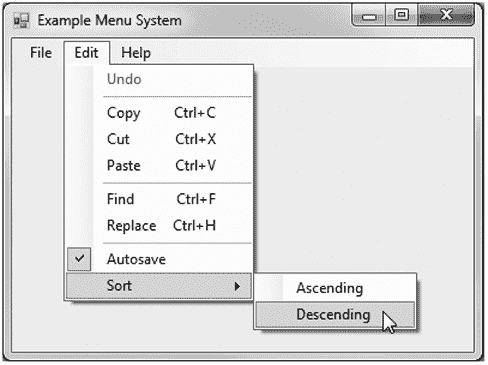 Example Menu System
File Edit Help
Undo
Copy Ctrl+C
Cut Ctrl+X
Paste Ctrl+V
Find Ctrl+F
Replace Ctrl+H
Autosave
Sort
Ascending
Descending